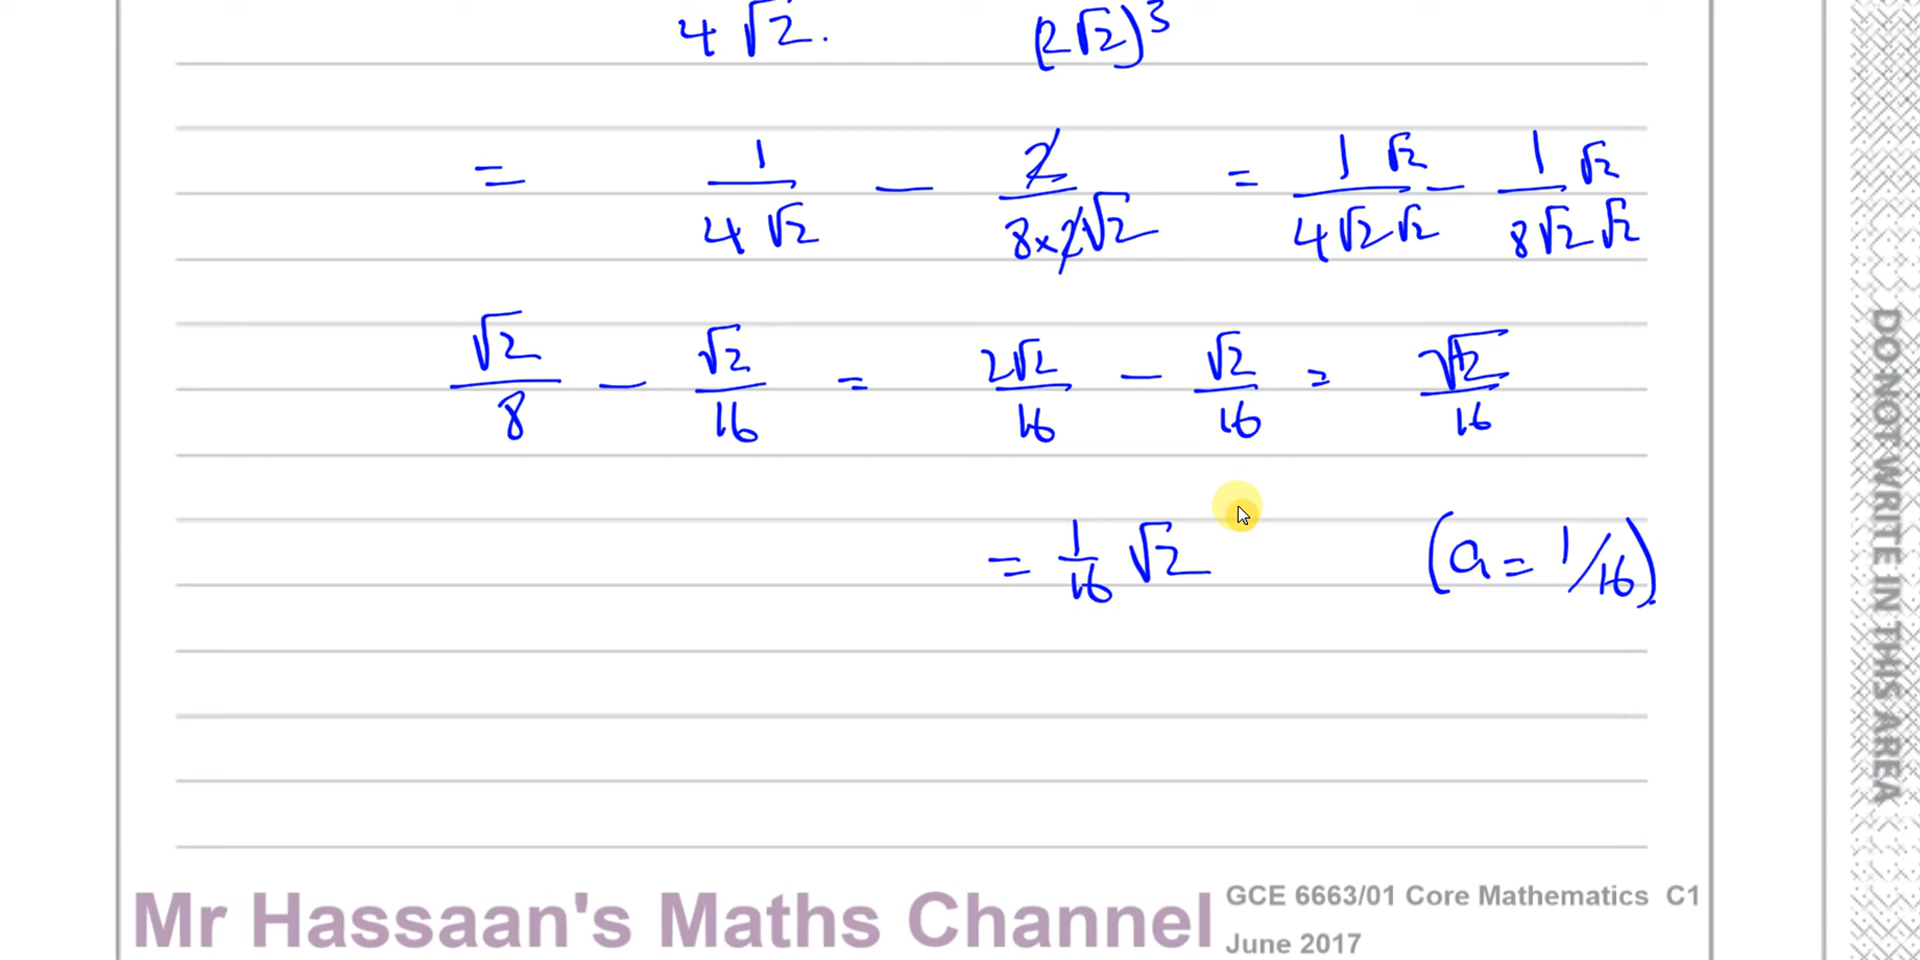 4√2. (2√2)³
= 1/4√2 − 2/8×2√2 = 1√2/4√2√2 − 1√2/8√2√2
√2/8 − √2/16 = 2√2/16 − √2/16 = √2/16
= 1/16 √2 (a = 1/16).
Mr Hassaan's Maths Channel
GCE 6663/01 Core Mathematics C1
June 2017
DO NOT WRITE IN THIS AREA